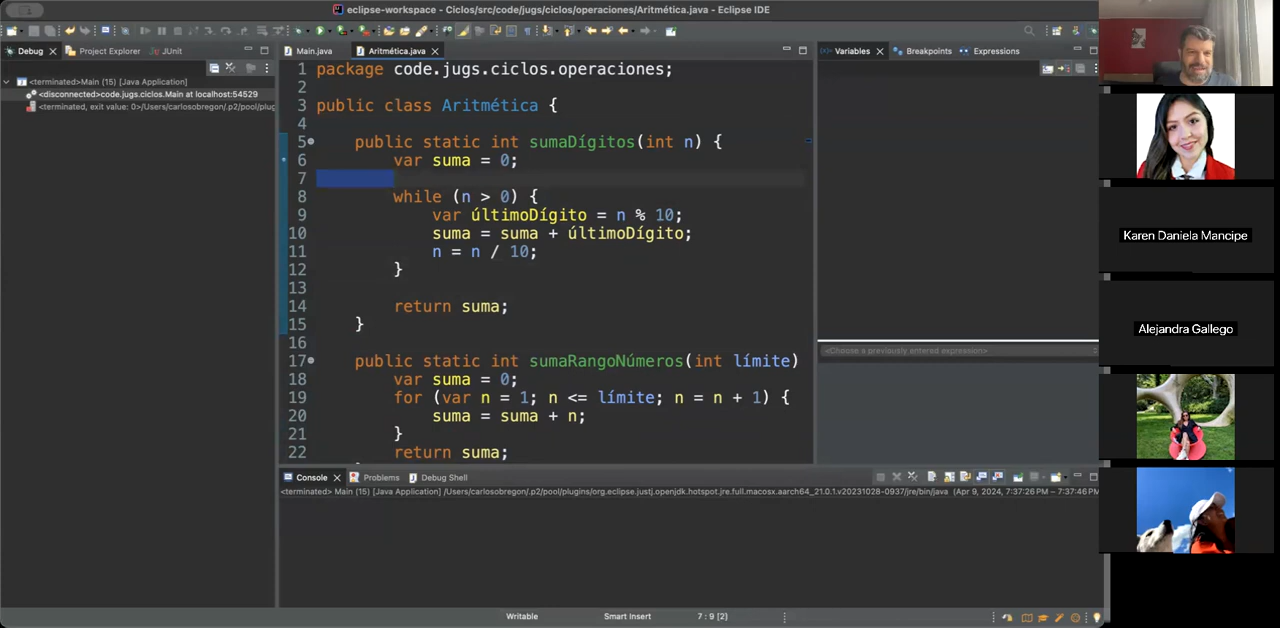 eclipse-workspace - Ciclos/src/code/jugs/ciclos/operaciones/Aritmética.java - Eclipse IDE
Debug
Project Explorer
JUnit
<terminated>Main (15) [Java Application]
<disconnected>code.jugs.ciclos.Main at localhost:54529
<terminated, exit value: 0>/Users/carlosobregon/.p2/pool/plug
Main.java
Aritmética.java
1 package code.jugs.ciclos.operaciones;
2
3 public class Aritmética {
4
5 public static int sumaDígitos(int n) {
6 var suma = 0;
7
8 while (n > 0) {
9 var últimoDígito = n % 10;
10 suma = suma + últimoDígito;
11 n = n / 10;
12 }
13
14 return suma;
15 }
16
17 public static int sumaRangoNúmeros(int límite)
18 var suma = 0;
19 for (var n = 1; n <= límite; n = n + 1) {
20 suma = suma + n;
21 }
22 return suma;
Variables
Breakpoints
Expressions
<Choose a previously entered expression>
Console
Problems
Debug Shell
<terminated> Main (15) [Java Application] /Users/carlosobregon/.p2/pool/plugins/org.eclipse.justj.openjdk.hotspot.jre.full.macosx.aarch64_21.0.1.v20231028-0937/jre/bin/java (Apr 9, 2024, 7:37:26 PM – 7:37:46 PM)
Writable
Smart Insert
7 : 9 [2]
Karen Daniela Mancipe
Alejandra Gallego